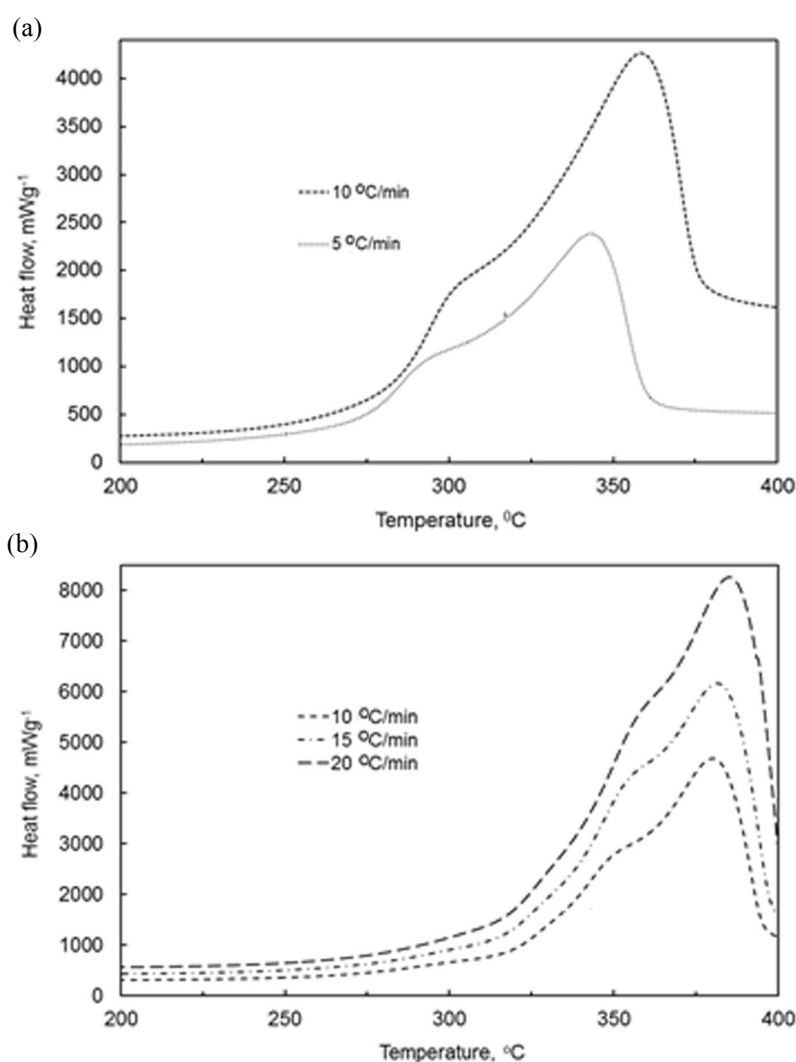 (a)
4000
3500
3000
2500
2000
1500
1000
500
0
Heat flow, mWg⁻¹
10 ⁰C/min
5 ⁰C/min
200 250 300 350 400
Temperature, ⁰C
(b)
8000
7000
6000
5000
4000
3000
2000
1000
0
Heat flow, mWg⁻¹
10 ⁰C/min
15 ⁰C/min
20 ⁰C/min
200 250 300 350 400
Temperature, ⁰C